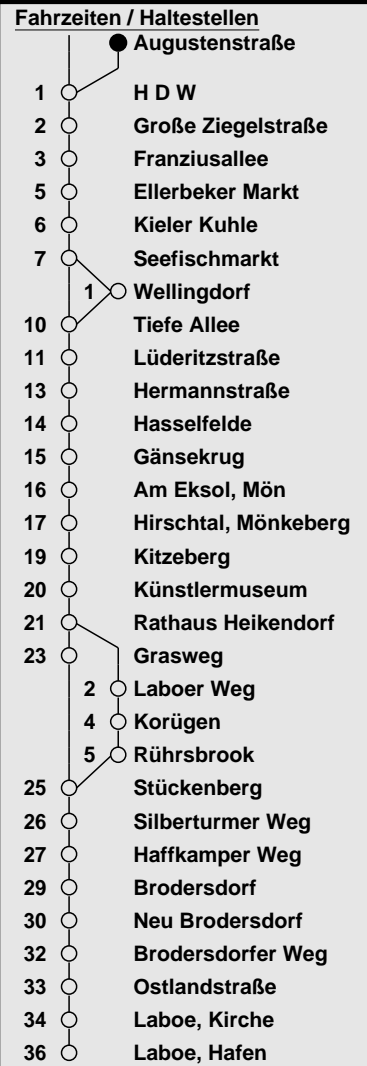 Fahrzeiten / Haltestellen
Augustenstraße
1 H D W
2 Große Ziegelstraße
3 Franziusallee
5 Ellerbeker Markt
6 Kieler Kuhle
7 Seefischmarkt
1 Wellingdorf
10 Tiefe Allee
11 Lüderitzstraße
13 Hermannstraße
14 Hasselfelde
15 Gänsekrug
16 Am Eksol, Mön
17 Hirschtal, Mönkeberg
19 Kitzeberg
20 Künstlermuseum
21 Rathaus Heikendorf
23 Grasweg
2 Laboer Weg
4 Korügen
5 Rührsbrook
25 Stückenberg
26 Silberturmer Weg
27 Haffkamper Weg
29 Brodersdorf
30 Neu Brodersdorf
32 Brodersdorfer Weg
33 Ostlandstraße
34 Laboe, Kirche
36 Laboe, Hafen